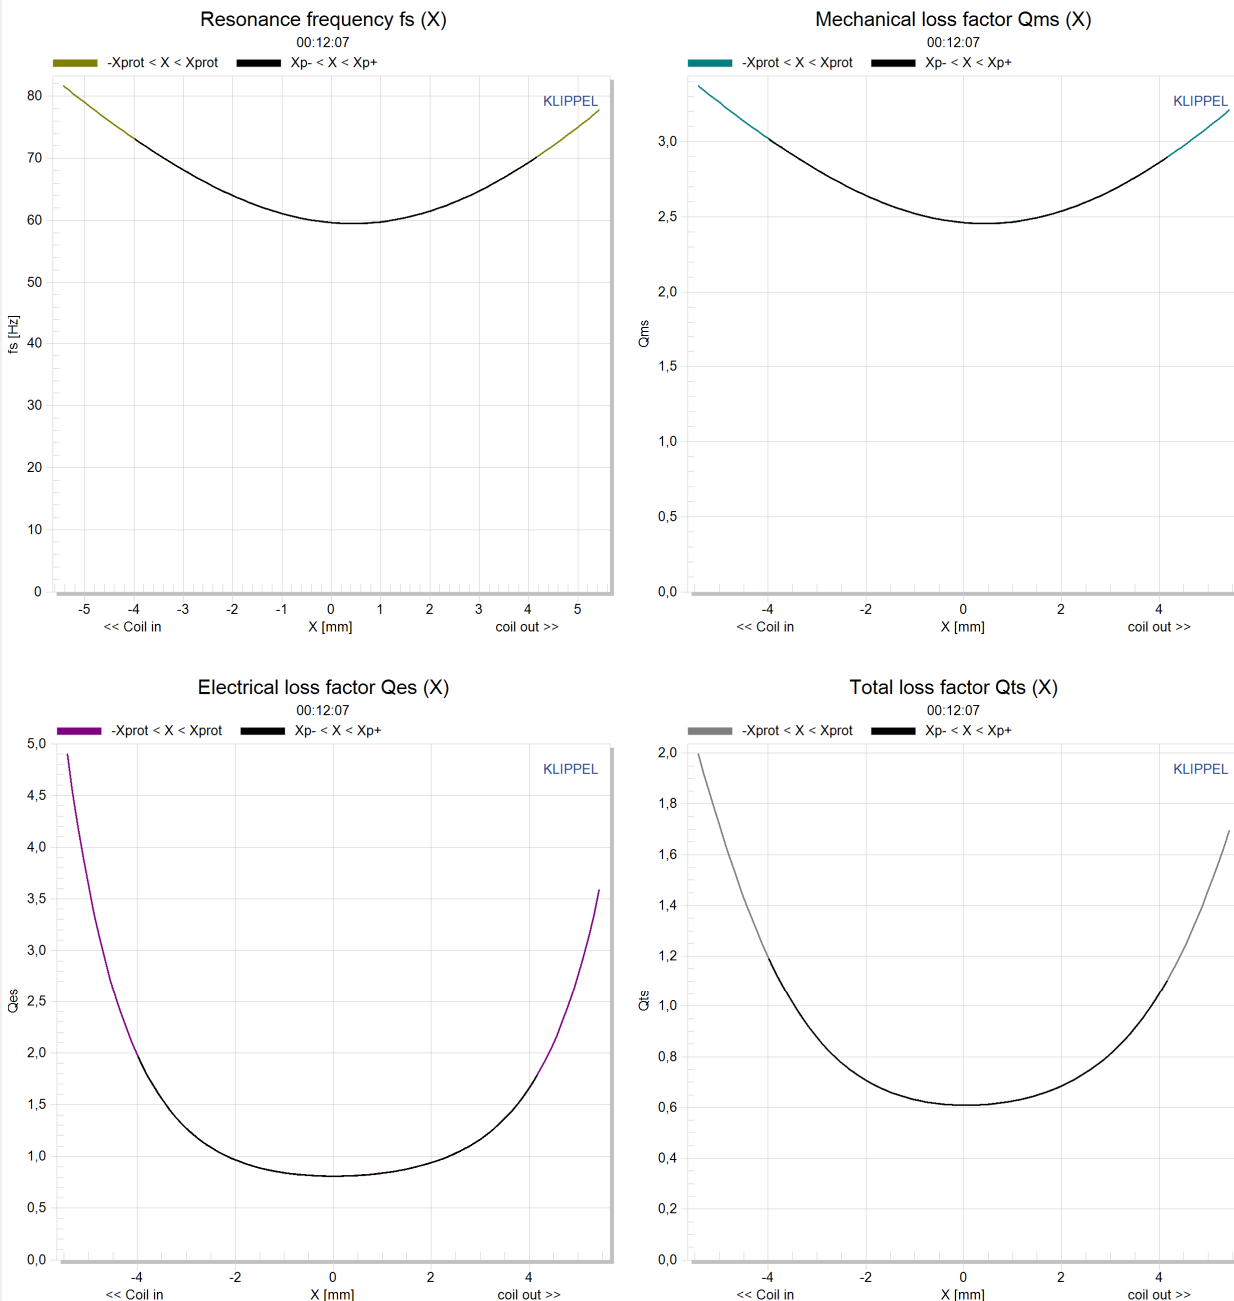 Resonance frequency fs (X)
00:12:07
-Xprot < X < Xprot Xp- < X < Xp+
KLIPPEL
fs [Hz]
80
70
60
50
40
30
20
10
0
-5 -4 -3 -2 -1 0 1 2 3 4 5
<< Coil in X [mm] coil out >>
Mechanical loss factor Qms (X)
00:12:07
-Xprot < X < Xprot Xp- < X < Xp+
KLIPPEL
Qms
3,0
2,5
2,0
1,5
1,0
0,5
0,0
-4 -2 0 2 4
<< Coil in X [mm] coil out >>
Electrical loss factor Qes (X)
00:12:07
-Xprot < X < Xprot Xp- < X < Xp+
KLIPPEL
Qes
5,0
4,5
4,0
3,5
3,0
2,5
2,0
1,5
1,0
0,5
0,0
-4 -2 0 2 4
<< Coil in X [mm] coil out >>
Total loss factor Qts (X)
00:12:07
-Xprot < X < Xprot Xp- < X < Xp+
KLIPPEL
Qts
2,0
1,8
1,6
1,4
1,2
1,0
0,8
0,6
0,4
0,2
0,0
-4 -2 0 2 4
<< Coil in X [mm] coil out >>